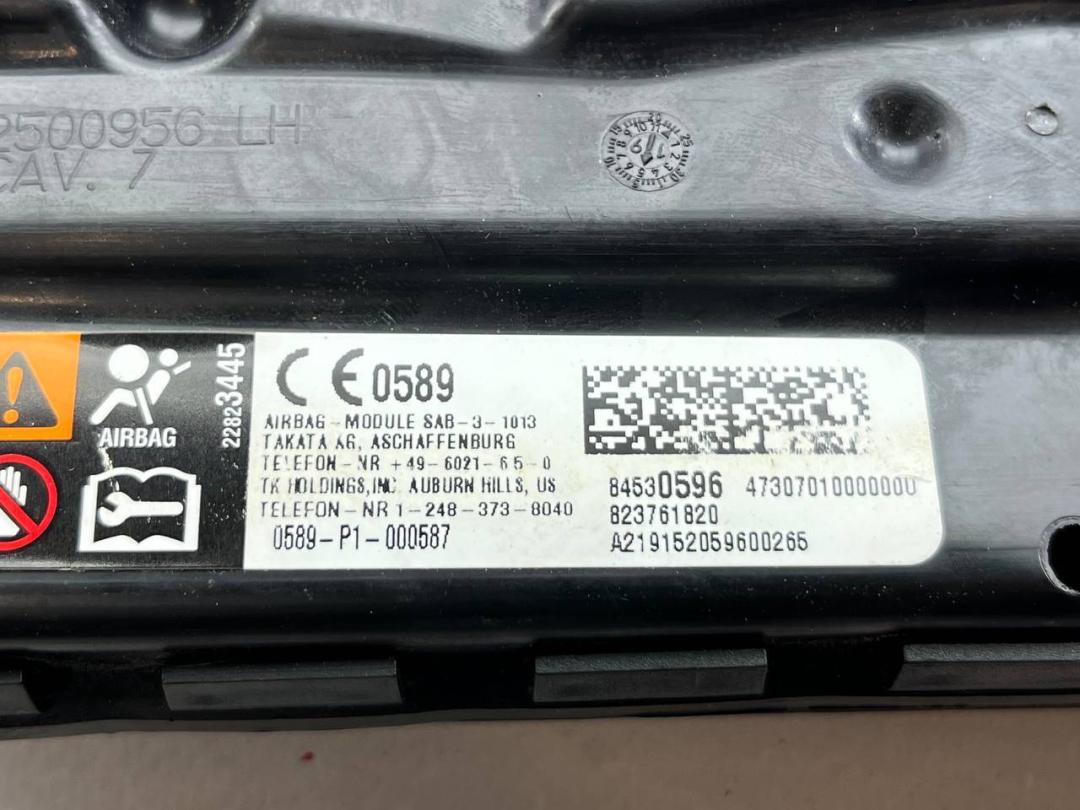 2500956 LH
CAV. 7
AIRBAG
22823445
CE 0589
AIRBAG-MODULE SAB-3-1013
TAKATA AG, ASCHAFFENBURG
TELEFON-NR +49-6021-65-0
TK HOLDINGS, INC. AUBURN HILLS, US
TELEFON-NR 1-248-373-8040
0589-P1-000587
84530596 4730701000000U
823761820
A219152059600265